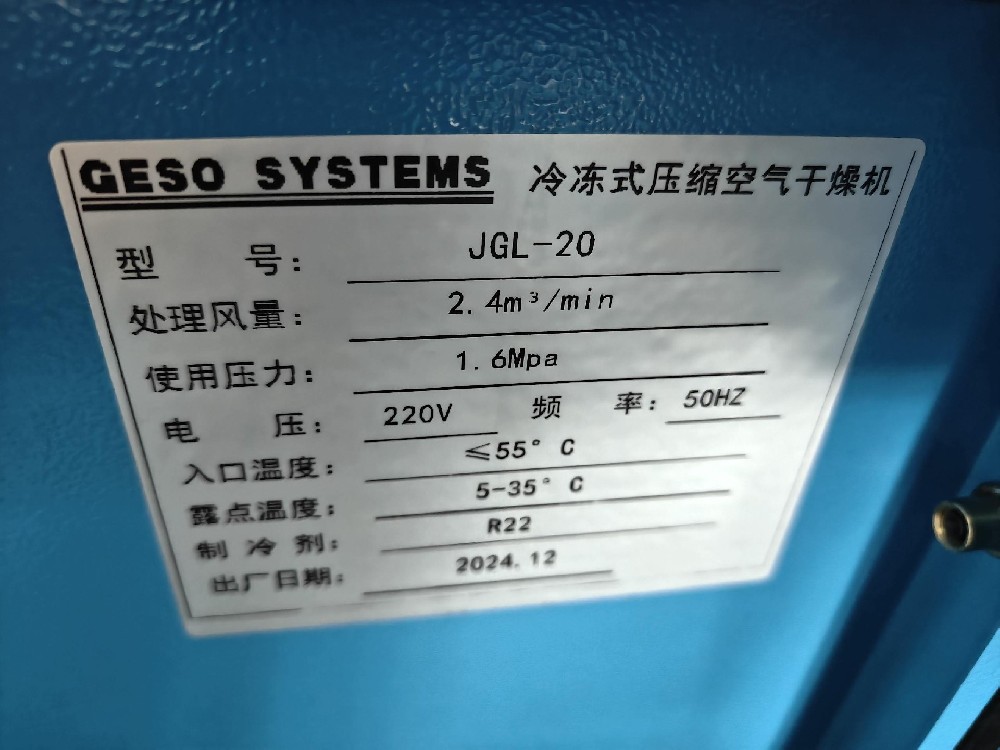 GESO SYSTEMS 冷冻式压缩空气干燥机
型 号: JGL-20
处理风量: 2.4m³/min
使用压力: 1.6Mpa
电 压: 220V 频 率: 50HZ
入口温度: ≤55°C
露点温度: 5-35°C
制冷剂: R22
出厂日期: 2024.12